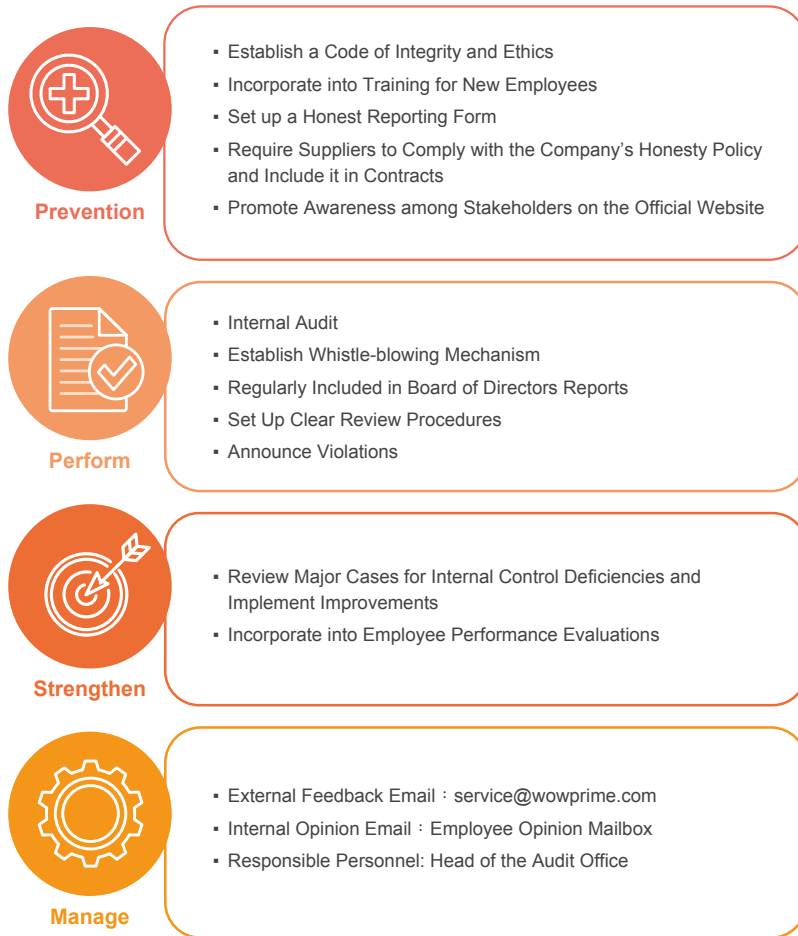 ▪ Establish a Code of Integrity and Ethics
▪ Incorporate into Training for New Employees
▪ Set up a Honest Reporting Form
▪ Require Suppliers to Comply with the Company's Honesty Policy
and Include it in Contracts
▪ Promote Awareness among Stakeholders on the Official Website
Prevention
▪ Internal Audit
▪ Establish Whistle-blowing Mechanism
▪ Regularly Included in Board of Directors Reports
▪ Set Up Clear Review Procedures
▪ Announce Violations
Perform
▪ Review Major Cases for Internal Control Deficiencies and
Implement Improvements
▪ Incorporate into Employee Performance Evaluations
Strengthen
▪ External Feedback Email：service@wowprime.com
▪ Internal Opinion Email：Employee Opinion Mailbox
▪ Responsible Personnel: Head of the Audit Office
Manage